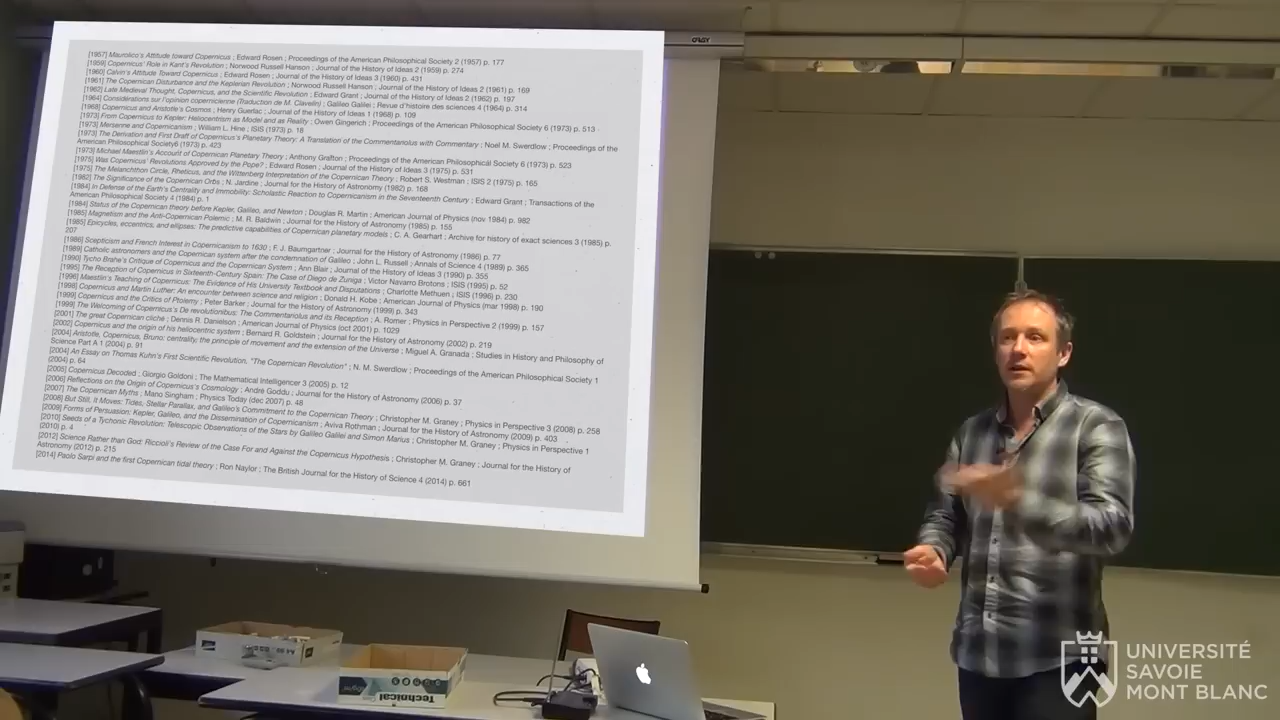 [1957] Maurolico's Attitude toward Copernicus ; Edward Rosen ; Proceedings of the American Philosophical Society 2 (1957) p. 177
[1959] Copernicus' Role in Kant's Revolution ; Norwood Russell Hanson ; Journal of the History of Ideas 2 (1959) p. 274
[1960] Calvin's Attitude Toward Copernicus ; Edward Rosen ; Journal of the History of Ideas 3 (1960) p. 431
[1961] The Copernican Disturbance and the Keplerian Revolution ; Norwood Russell Hanson ; Journal of the History of Ideas 2 (1961) p. 169
[1962] Late Medieval Thought, Copernicus, and the Scientific Revolution ; Edward Grant ; Journal of the History of Ideas 2 (1962) p. 197
[1964] Considérations sur l'opinion copernicienne (Traduction de M. Clavelin) ; Galileo Galilei ; Revue d'histoire des sciences 4 (1964) p. 314
[1968] Copernicus and Aristotle's Cosmos ; Henry Guerlac ; Journal of the History of Ideas 1 (1968) p. 109
[1973] From Copernicus to Kepler: Heliocentrism as Model and as Reality ; Owen Gingerich ; Proceedings of the American Philosophical Society 6 (1973) p. 513
[1973] Mersenne and Copernicanism ; William L. Hine ; ISIS (1973) p. 18
[1973] The Derivation and First Draft of Copernicus's Planetary Theory: A Translation of the Commentariolus with Commentary ; Noel M. Swerdlow ; Proceedings of the
American Philosophical Society6 (1973) p. 423
[1973] Michael Maestlin's Account of Copernican Planetary Theory ; Anthony Grafton ; Proceedings of the American Philosophical Society 6 (1973) p. 523
[1975] Was Copernicus' Revolutions Approved by the Pope? ; Edward Rosen ; Journal of the History of Ideas 3 (1975) p. 531
[1975] The Melanchthon Circle, Rheticus, and the Wittenberg Interpretation of the Copernican Theory ; Robert S. Westman ; ISIS 2 (1975) p. 165
[1982] The Significance of the Copernican Orbs ; N. Jardine ; Journal for the History of Astronomy (1982) p. 168
[1984] In Defense of the Earth's Centrality and Immobility: Scholastic Reaction to Copernicanism in the Seventeenth Century ; Edward Grant ; Transactions of the
American Philosophical Society 4 (1984) p. 1
[1984] Status of the Copernican theory before Kepler, Galileo, and Newton ; Douglas R. Martin ; American Journal of Physics (nov 1984) p. 982
[1985] Magnetism and the Anti-Copernican Polemic ; M. R. Baldwin ; Journal for the History of Astronomy (1985) p. 155
[1985] Epicycles, eccentrics, and ellipses: The predictive capabilities of Copernican planetary models ; C. A. Gearhart ; Archive for history of exact sciences 3 (1985) p.
207
[1986] Scepticism and French Interest in Copernicanism to 1630 ; F. J. Baumgartner ; Journal for the History of Astronomy (1986) p. 77
[1989] Catholic astronomers and the Copernican system after the condemnation of Galileo ; John L. Russell ; Annals of Science 4 (1989) p. 365
[1990] Tycho Brahe's Critique of Copernicus and the Copernican System ; Ann Blair ; Journal of the History of Ideas 3 (1990) p. 355
[1995] The Reception of Copernicus in Sixteenth-Century Spain: The Case of Diego de Zuniga ; Victor Navarro Brotons ; ISIS (1995) p. 52
[1996] Maestlin's Teaching of Copernicus: The Evidence of His University Textbook and Disputations ; Charlotte Methuen ; ISIS (1996) p. 230
[1998] Copernicus and Martin Luther: An encounter between science and religion ; Donald H. Kobe ; American Journal of Physics (mar 1998) p. 190
[1999] Copernicus and the Critics of Ptolemy ; Peter Barker ; Journal for the History of Astronomy (1999) p. 343
[1999] The Welcoming of Copernicus's De revolutionibus: The Commentariolus and its Reception ; A. Romer ; Physics in Perspective 2 (1999) p. 157
[2001] The great Copernican cliché ; Dennis R. Danielson ; American Journal of Physics (oct 2001) p. 1029
[2002] Copernicus and the origin of his heliocentric system ; Bernard R. Goldstein ; Journal for the History of Astronomy (2002) p. 219
[2004] Aristotle, Copernicus, Bruno: centrality, the principle of movement and the extension of the Universe ; Miguel A. Granada ; Studies in History and Philosophy of
Science Part A 1 (2004) p. 91
[2004] An Essay on Thomas Kuhn's First Scientific Revolution, "The Copernican Revolution" ; N. M. Swerdlow ; Proceedings of the American Philosophical Society 1
(2004) p. 64
[2005] Copernicus Decoded ; Giorgio Goldoni ; The Mathematical Intelligencer 3 (2005) p. 12
[2006] Reflections on the Origin of Copernicus's Cosmology ; André Goddu ; Journal for the History of Astronomy (2006) p. 37
[2007] The Copernican Myths ; Mano Singham ; Physics Today (dec 2007) p. 48
[2008] But Still, It Moves: Tides, Stellar Parallax, and Galileo's Commitment to the Copernican Theory ; Christopher M. Graney ; Physics in Perspective 3 (2008) p. 258
[2009] Forms of Persuasion: Kepler, Galileo, and the Dissemination of Copernicanism ; Aviva Rothman ; Journal for the History of Astronomy (2009) p. 403
[2010] Seeds of a Tychonic Revolution: Telescopic Observations of the Stars by Galileo Galilei and Simon Marius ; Christopher M. Graney ; Physics in Perspective 1
(2010) p. 4
[2012] Science Rather than God: Riccioli's Review of the Case For and Against the Copernicus Hypothesis ; Christopher M. Graney ; Journal for the History of
Astronomy (2012) p. 215
[2014] Paolo Sarpi and the first Copernican tidal theory ; Ron Naylor ; The British Journal for the History of Science 4 (2014) p. 661
Technical
UNIVERSITÉ
SAVOIE
MONT BLANC